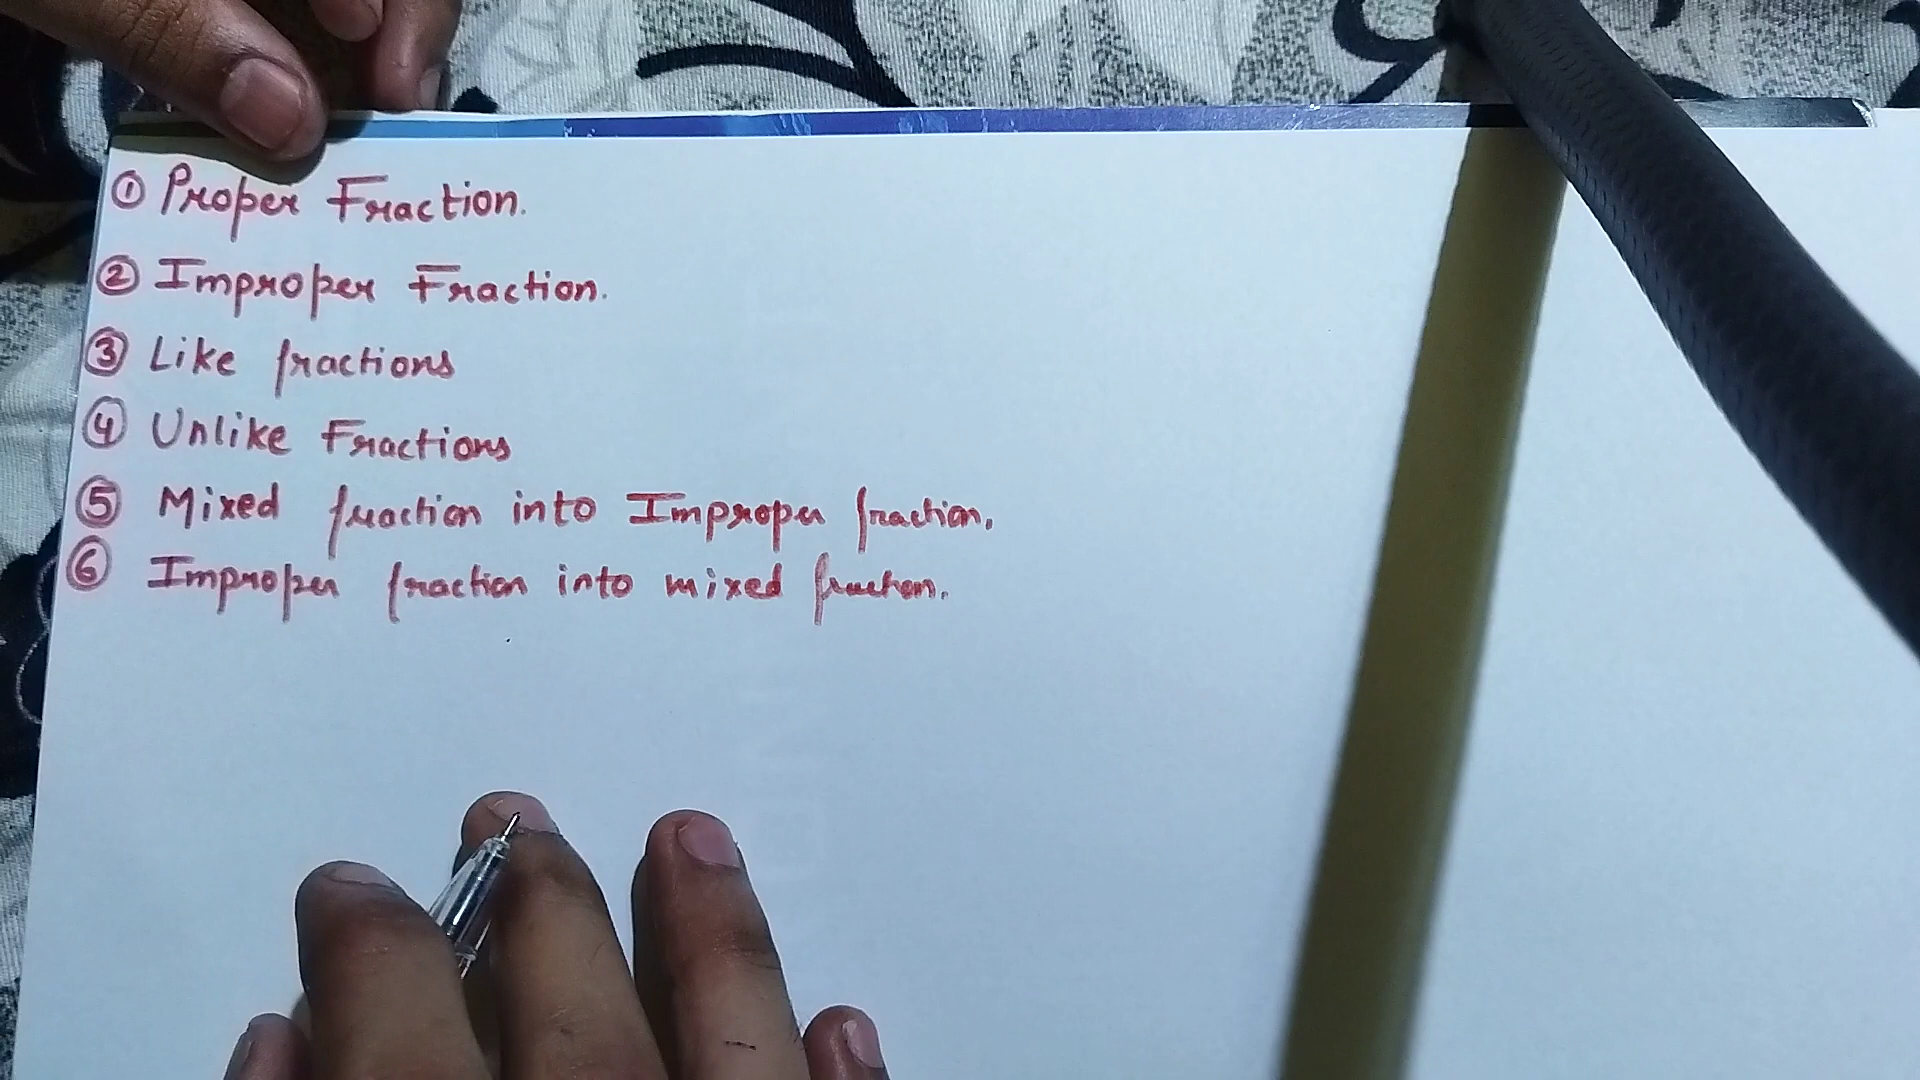 ① Proper Fraction.
② Improper Fraction.
③ Like fractions
④ Unlike Fractions
⑤ Mixed fraction into Improper fraction.
⑥ Improper fraction into mixed fraction.